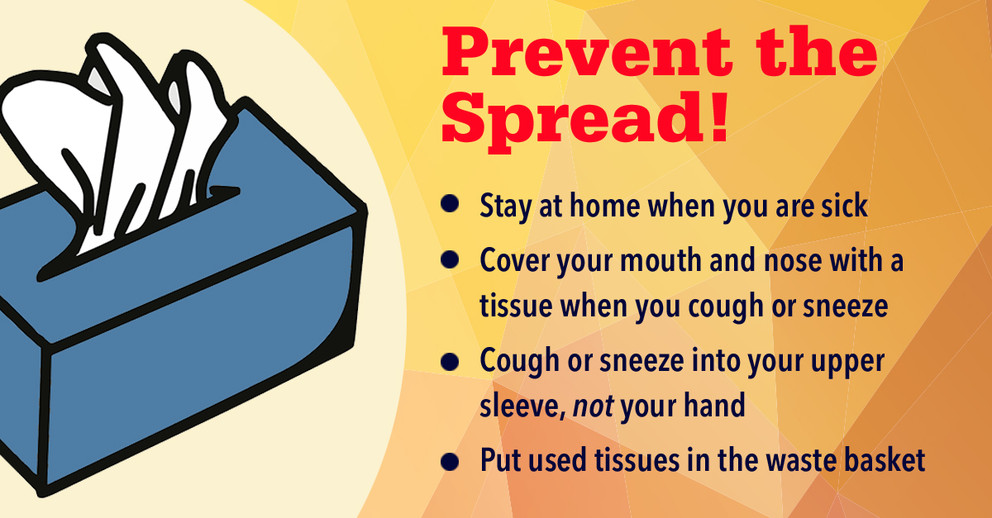 Prevent the
Spread!
● Stay at home when you are sick
● Cover your mouth and nose with a
tissue when you cough or sneeze
● Cough or sneeze into your upper
sleeve, not your hand
● Put used tissues in the waste basket